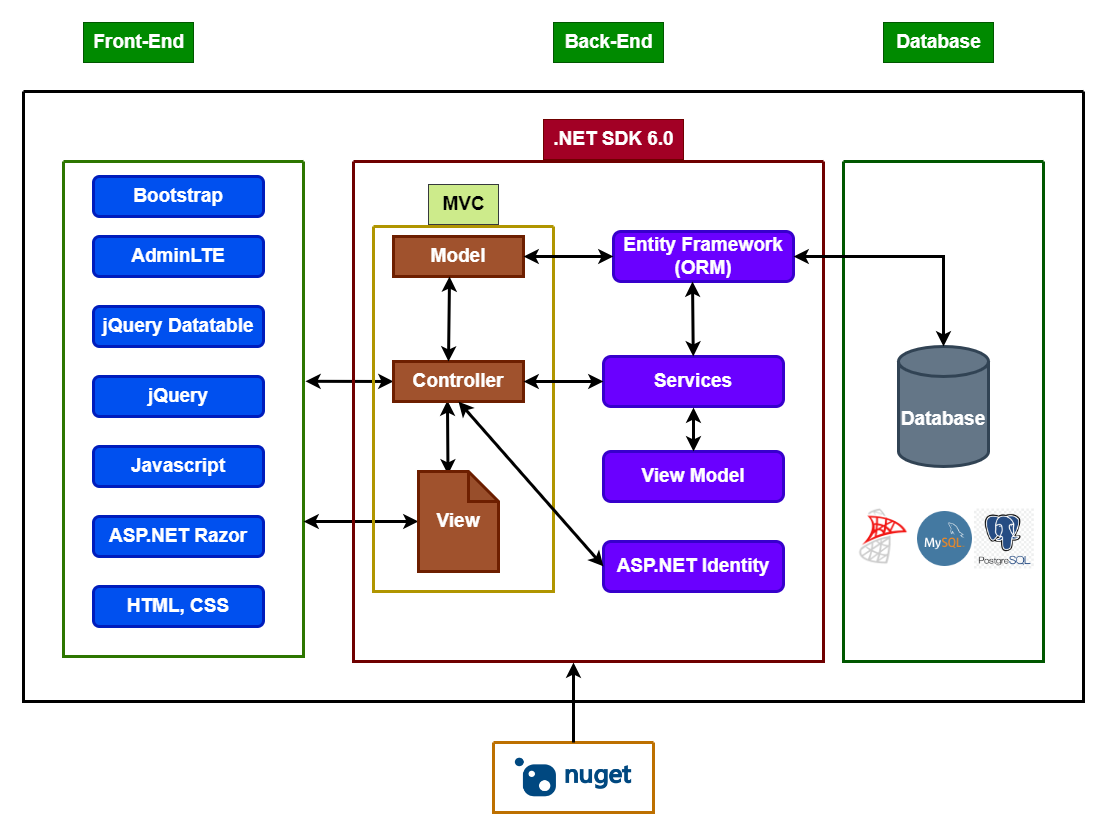 Front-End
Back-End
Database
.NET SDK 6.0
Bootstrap
AdminLTE
jQuery Datatable
jQuery
Javascript
ASP.NET Razor
HTML, CSS
MVC
Model
Controller
View
Entity Framework
(ORM)
Services
View Model
ASP.NET Identity
Database
MySQL
PostgreSQL
nuget